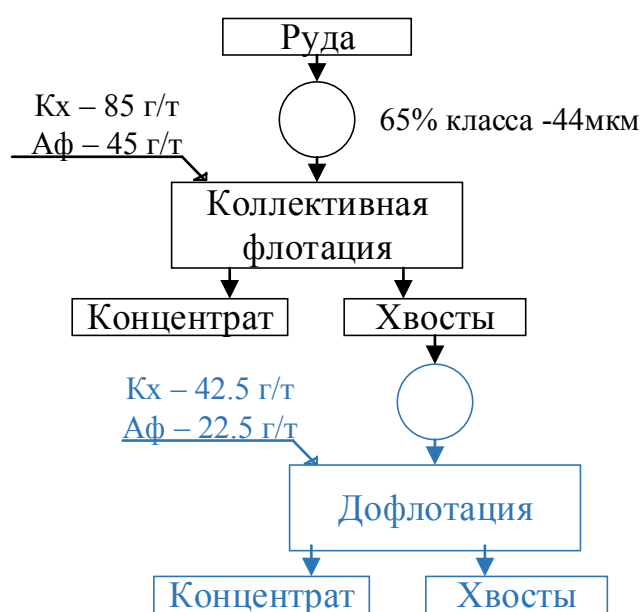 Руда
Кх – 85 г/т
Аф – 45 г/т
65% класса -44мкм
Коллективная
флотация
Концентрат
Хвосты
Кх – 42.5 г/т
Аф – 22.5 г/т
Дофлотация
Концентрат
Хвосты